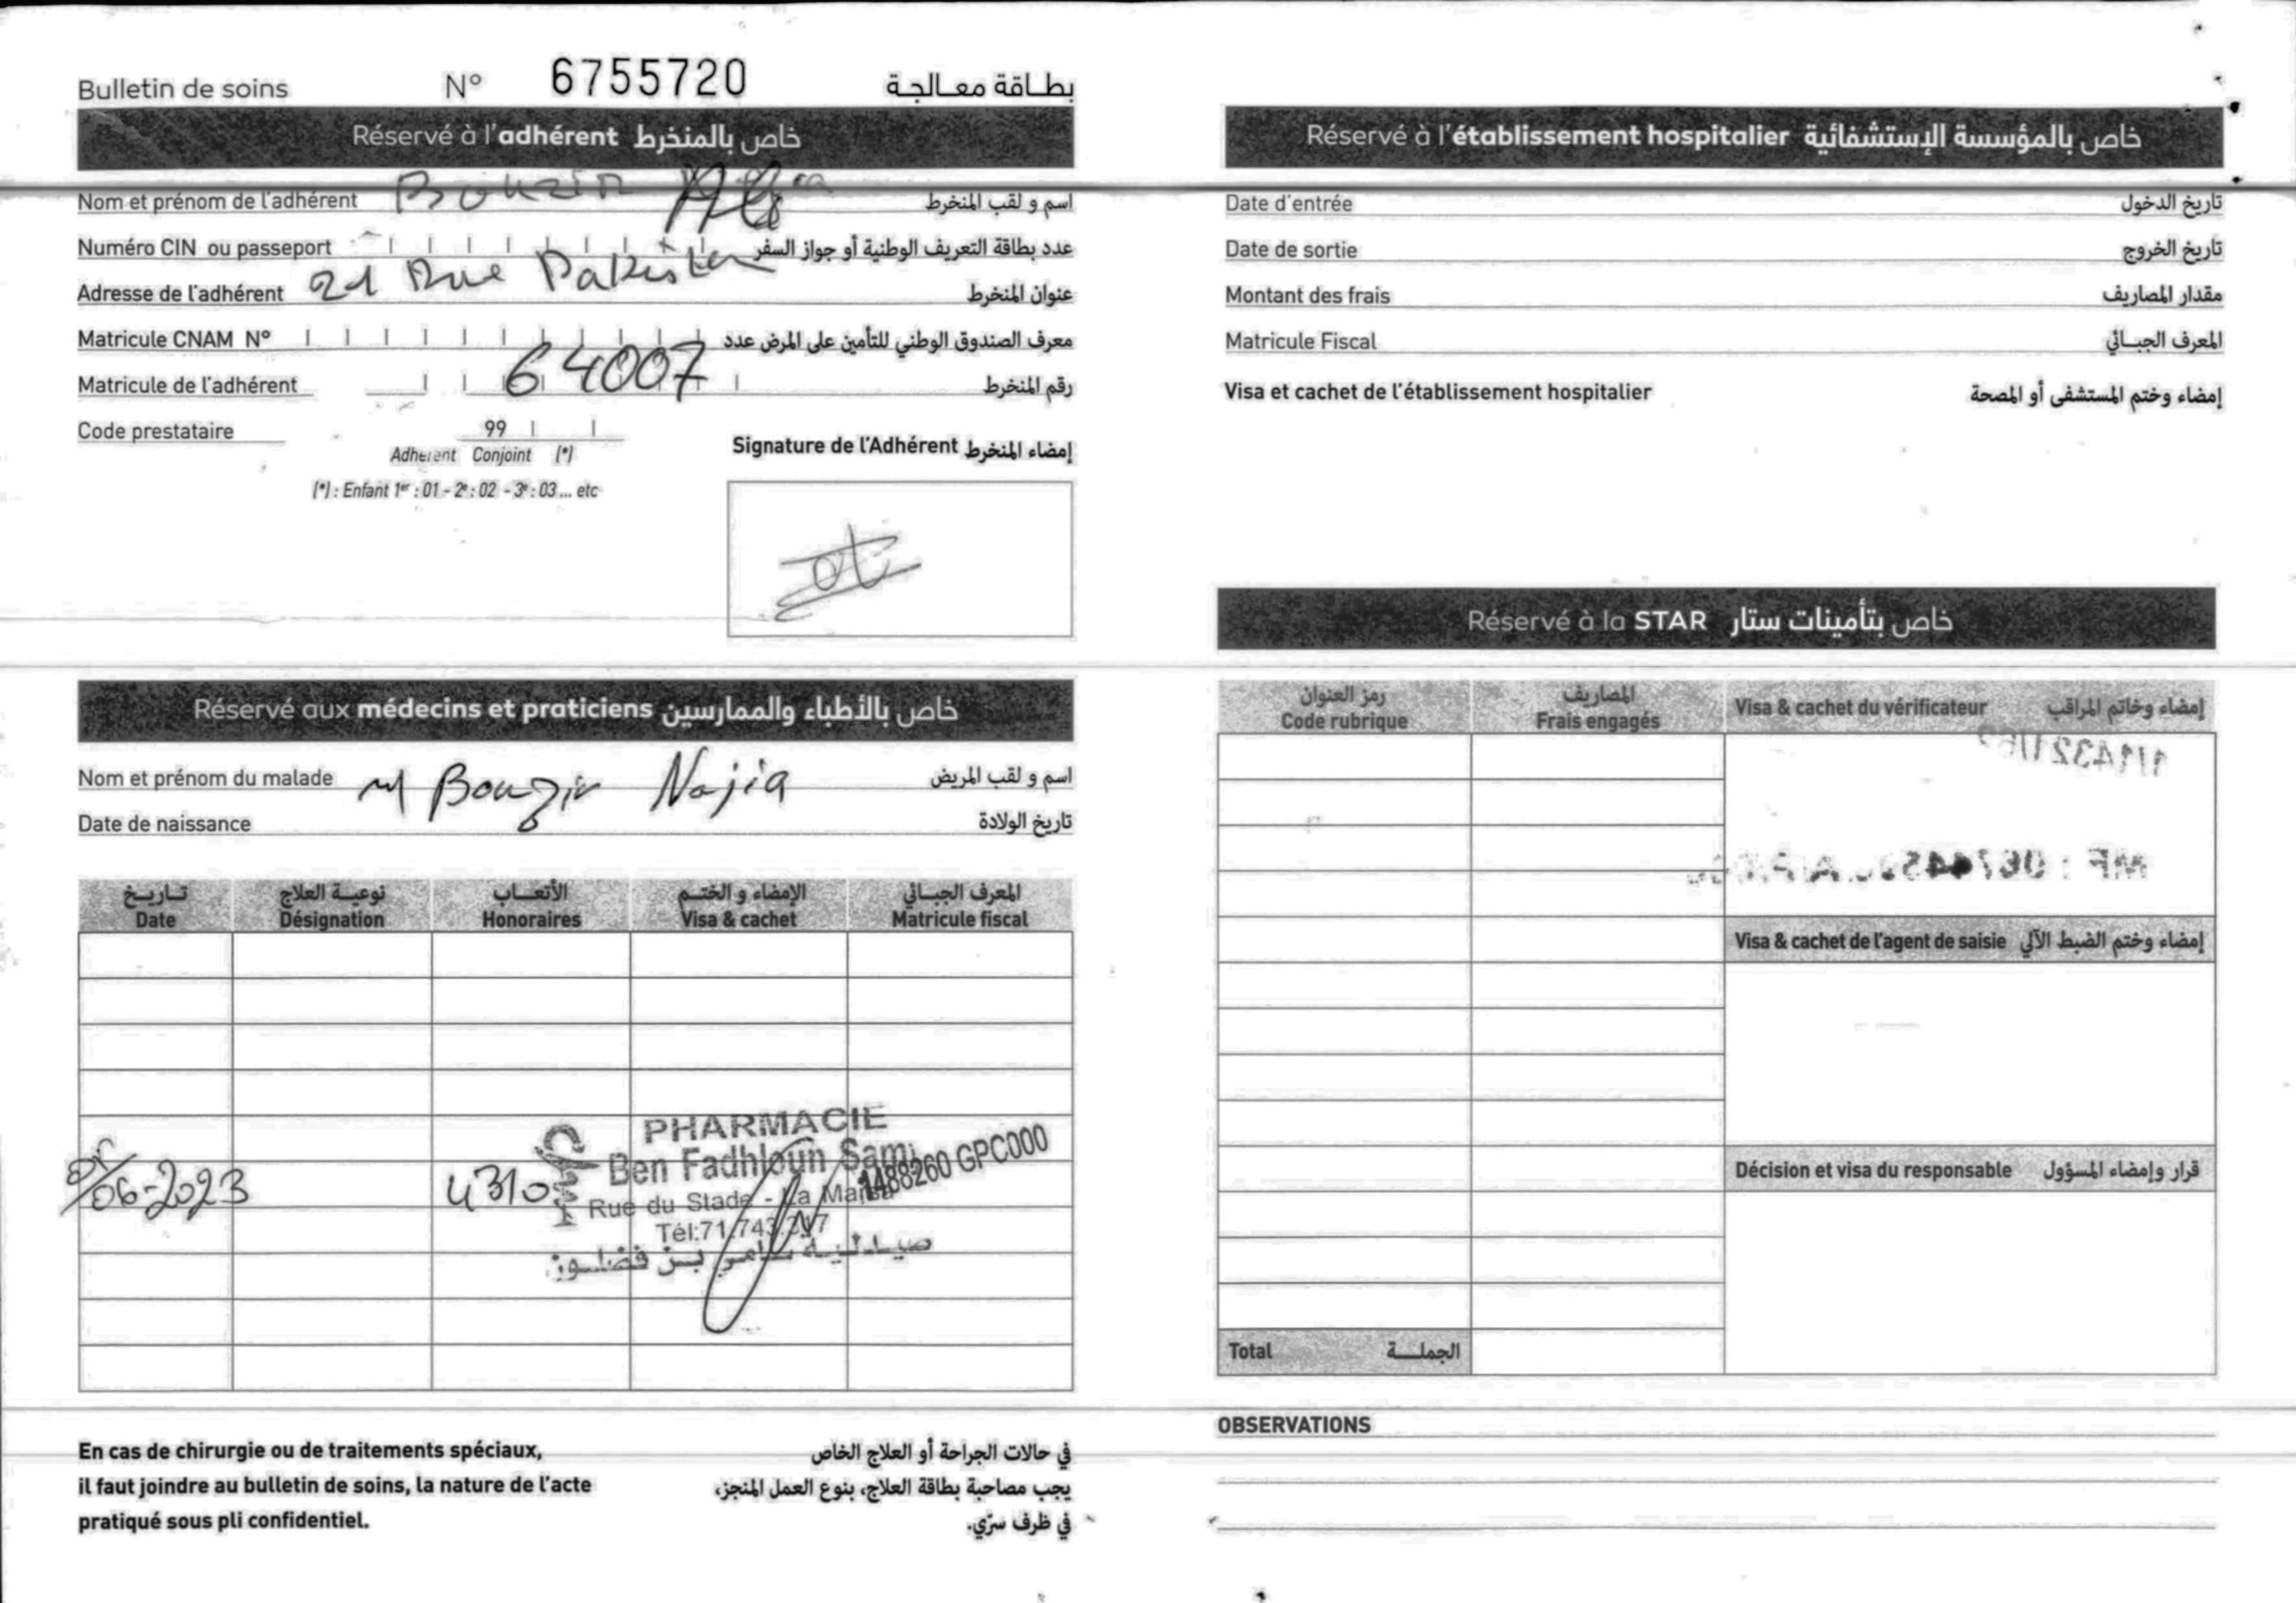 Bulletin de soins N° 6755720 بطاقة معالجة
Réservé à l'adhérent خاص بالمنخرط
Nom et prénom de l'adhérent اسم و لقب المنخرط
Numéro CIN ou passeport عدد بطاقة التعريف الوطنية أو جواز السفر
Adresse de l'adhérent 21 Rue Pakistan عنوان المنخرط
Matricule CNAM N° معرف الصندوق الوطني للتأمين على المرض عدد
Matricule de l'adhérent 64007 رقم المنخرط
Code prestataire 99
Adherent Conjoint (*)
(*) : Enfant 1er : 01 - 2e : 02 - 3e : 03 ... etc
Signature de l'Adhérent إمضاء المنخرط
Réservé aux médecins et praticiens خاص بالأطباء والممارسين
Nom et prénom du malade M Bouzir Najia اسم و لقب المريض
Date de naissance تاريخ الولادة
تاريخ نوعية العلاج الأتعاب الإمضاء و الختم المعرف الجبائي
Date Désignation Honoraires Visa & cachet Matricule fiscal
06-2023 4310
PHARMACIE
Ben Fadhloun Sami
1488260 GPC000
Rue du Stade - La Marsa
Tél:71.743.317
صيدلية سامي بن فضلون
En cas de chirurgie ou de traitements spéciaux,
il faut joindre au bulletin de soins, la nature de l'acte
pratiqué sous pli confidentiel.
في حالات الجراحة أو العلاج الخاص
يجب مصاحبة بطاقة العلاج، بنوع العمل المنجز،
في ظرف سرّي.
Réservé à l'établissement hospitalier خاص بالمؤسسة الإستشفائية
Date d'entrée تاريخ الدخول
Date de sortie تاريخ الخروج
Montant des frais مقدار المصاريف
Matricule Fiscal المعرف الجبائي
Visa et cachet de l'établissement hospitalier إمضاء وختم المستشفى أو المصحة
Réservé à la STAR خاص بتأمينات ستار
رمز العنوان المصاريف
Code rubrique Frais engagés Visa & cachet du vérificateur إمضاء وخاتم المراقب
Visa & cachet de l'agent de saisie إمضاء وختم الضبط الآلي
Décision et visa du responsable قرار وإمضاء المسؤول
Total الجملة
OBSERVATIONS